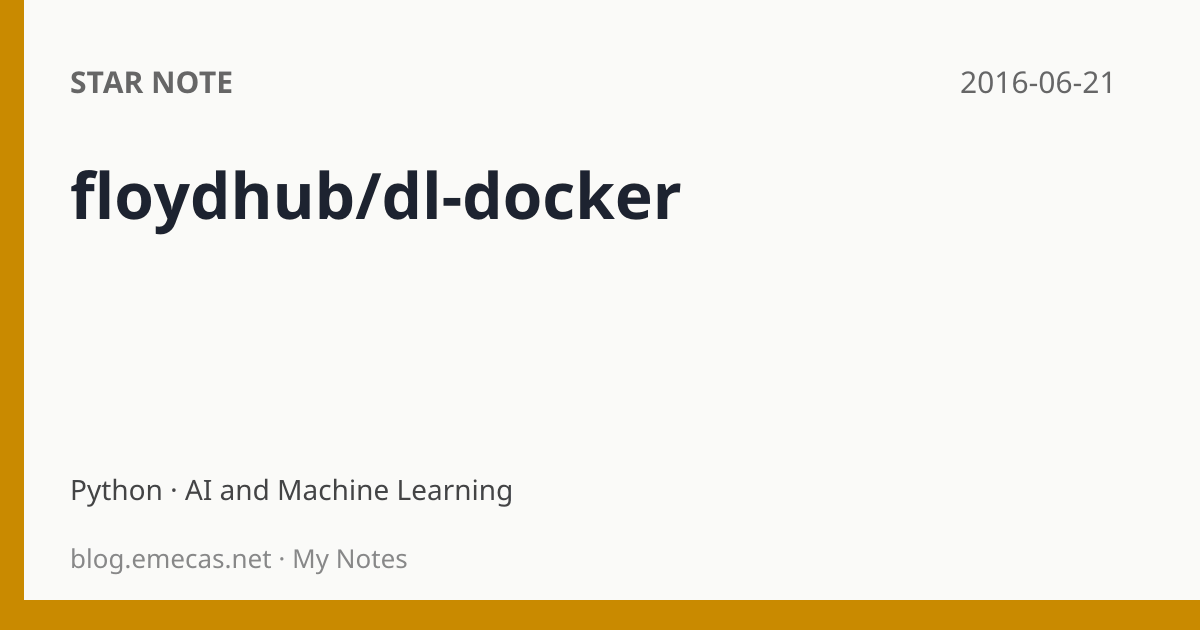 STAR NOTE
2016-06-21
floydhub/dl-docker
Python · AI and Machine Learning
blog.emecas.net · My Notes